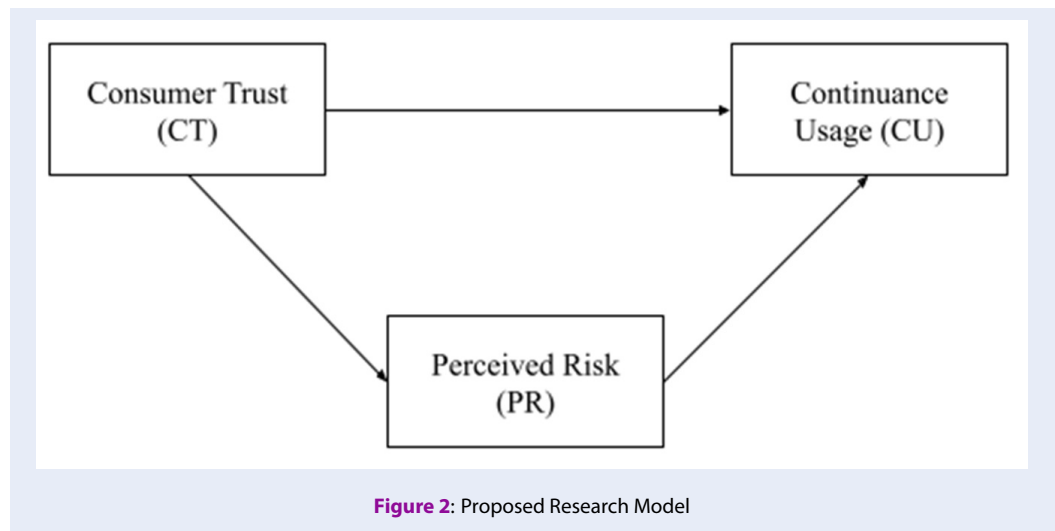 Consumer Trust
(CT)
Continuance
Usage (CU)
Perceived Risk
(PR)
Figure 2: Proposed Research Model